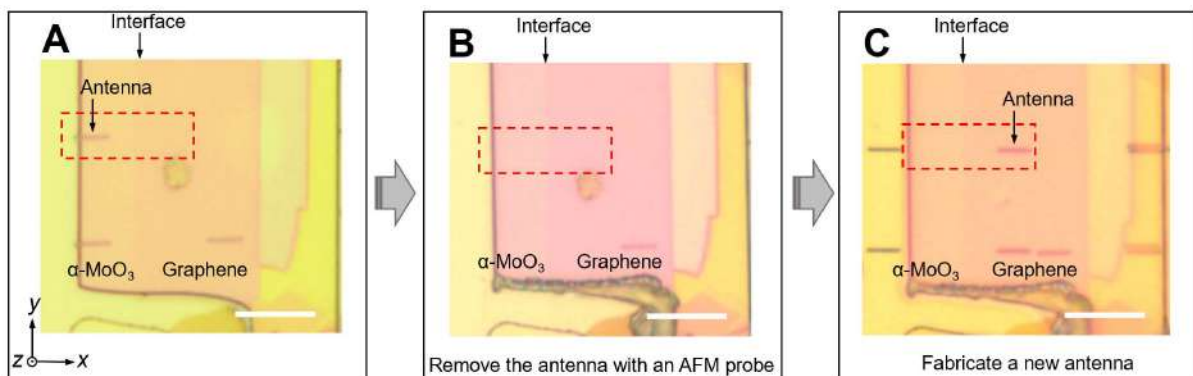 A
Interface
Antenna
α-MoO₃ Graphene
y
z x
B
Interface
α-MoO₃ Graphene
Remove the antenna with an AFM probe
C
Interface
Antenna
α-MoO₃ Graphene
Fabricate a new antenna